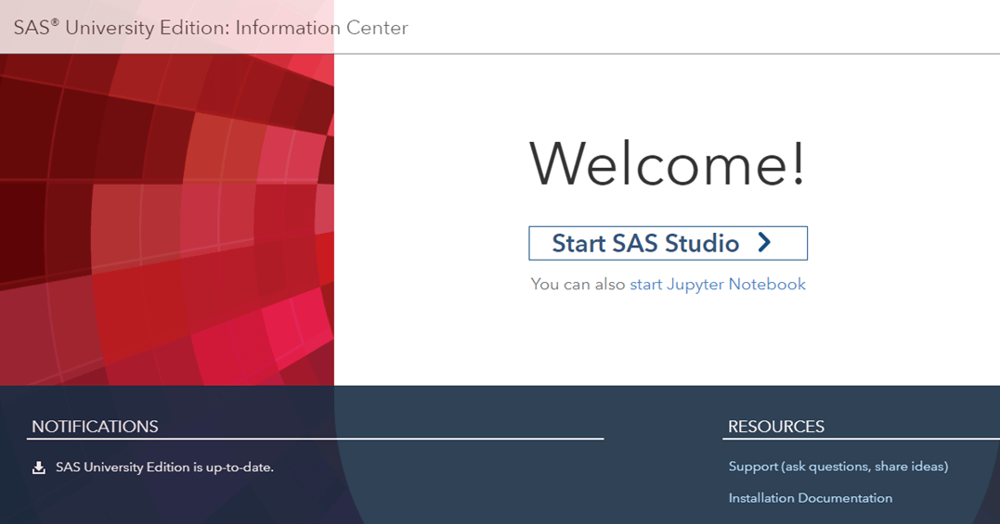 SAS® University Edition: Information Center
Welcome!
Start SAS Studio
You can also start Jupyter Notebook
NOTIFICATIONS
SAS University Edition is up-to-date.
RESOURCES
Support (ask questions, share ideas)
Installation Documentation